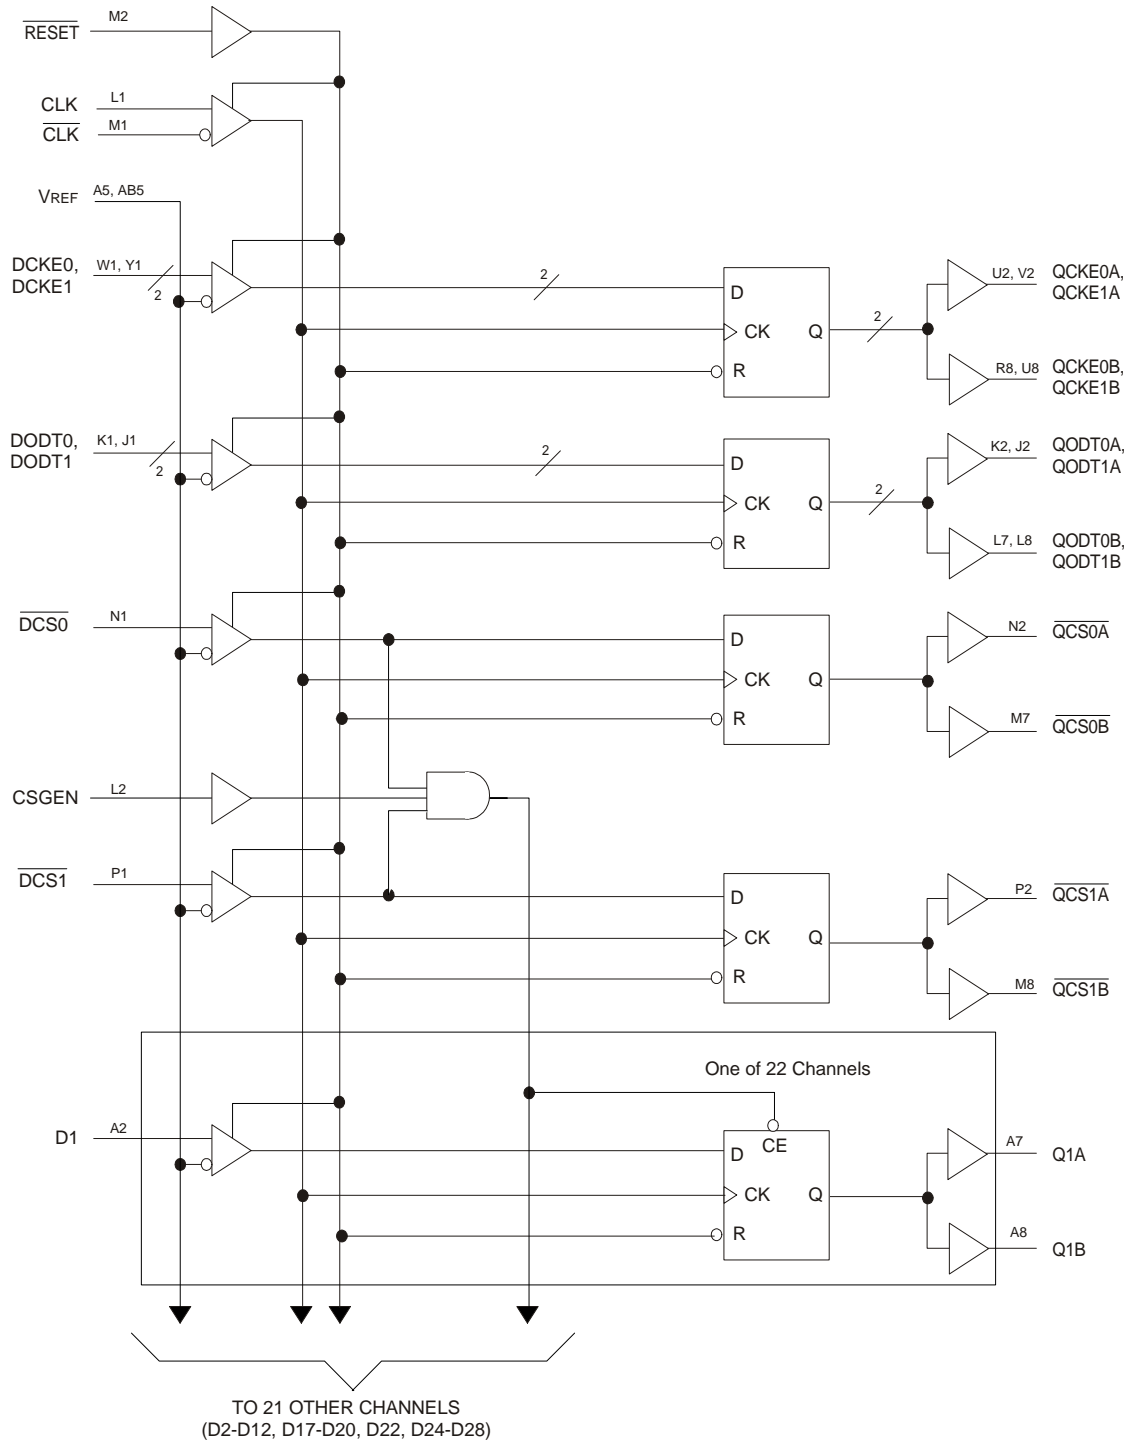 RESET M2
CLK L1
CLK M1
VREF A5, AB5
DCKE0, W1, Y1
DCKE1 2
2
D
CK Q
R
2
U2, V2 QCKE0A,
QCKE1A
R8, U8 QCKE0B,
QCKE1B
DODT0, K1, J1
DODT1 2
2
D
CK Q
R
2
K2, J2 QODT0A,
QODT1A
L7, L8 QODT0B,
QODT1B
DCS0 N1
D
CK Q
R
N2 QCS0A
M7 QCS0B
CSGEN L2
DCS1 P1
D
CK Q
R
P2 QCS1A
M8 QCS1B
One of 22 Channels
D1 A2
CE
D
CK Q
R
A7 Q1A
A8 Q1B
TO 21 OTHER CHANNELS
(D2-D12, D17-D20, D22, D24-D28)